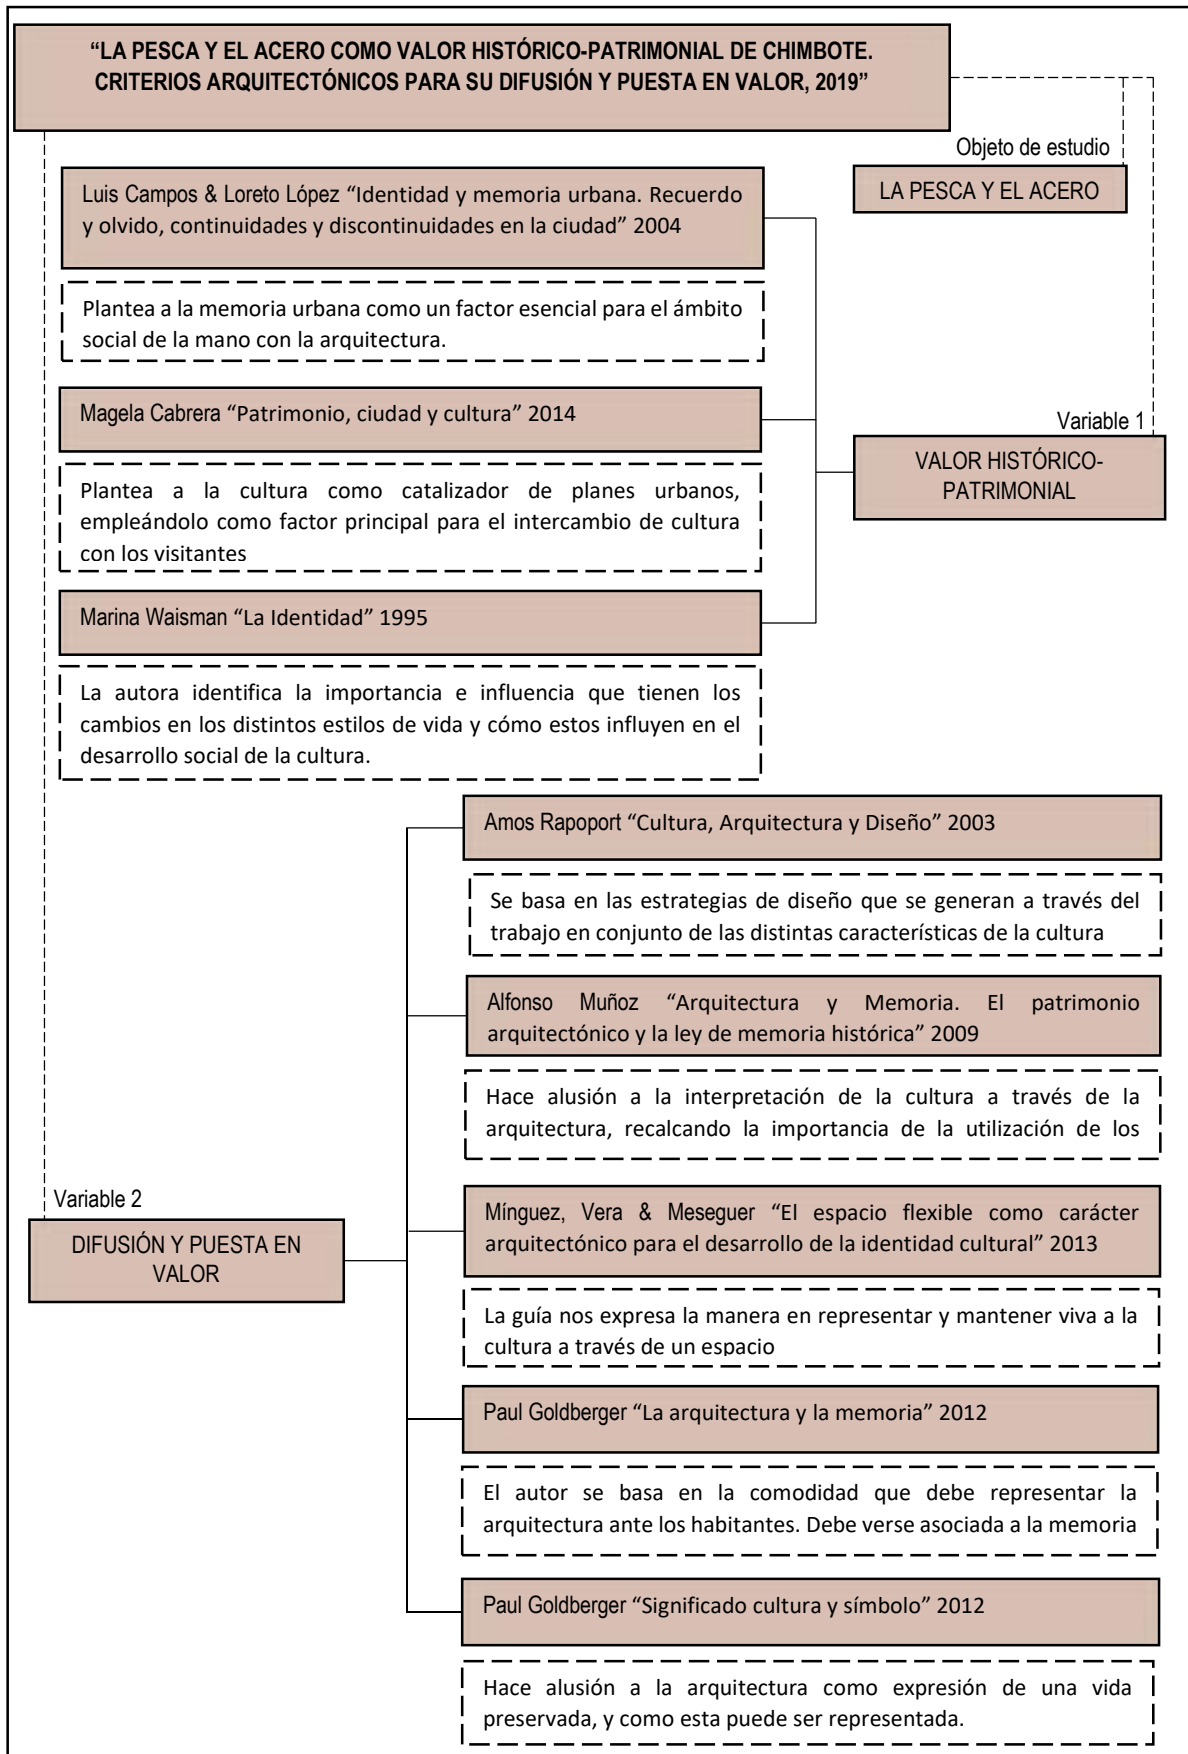 “LA PESCA Y EL ACERO COMO VALOR HISTÓRICO-PATRIMONIAL DE CHIMBOTE.
CRITERIOS ARQUITECTÓNICOS PARA SU DIFUSIÓN Y PUESTA EN VALOR, 2019”
Objeto de estudio
LA PESCA Y EL ACERO
Luis Campos & Loreto López “Identidad y memoria urbana. Recuerdo
y olvido, continuidades y discontinuidades en la ciudad” 2004
Plantea a la memoria urbana como un factor esencial para el ámbito
social de la mano con la arquitectura.
Magela Cabrera “Patrimonio, ciudad y cultura” 2014
Variable 1
VALOR HISTÓRICO-
PATRIMONIAL
Plantea a la cultura como catalizador de planes urbanos,
empleándolo como factor principal para el intercambio de cultura
con los visitantes
Marina Waisman “La Identidad” 1995
La autora identifica la importancia e influencia que tienen los
cambios en los distintos estilos de vida y cómo estos influyen en el
desarrollo social de la cultura.
Amos Rapoport “Cultura, Arquitectura y Diseño” 2003
Se basa en las estrategias de diseño que se generan a través del
trabajo en conjunto de las distintas características de la cultura
Alfonso Muñoz “Arquitectura y Memoria. El patrimonio
arquitectónico y la ley de memoria histórica” 2009
Hace alusión a la interpretación de la cultura a través de la
arquitectura, recalcando la importancia de la utilización de los
Variable 2
DIFUSIÓN Y PUESTA EN
VALOR
Mínguez, Vera & Meseguer “El espacio flexible como carácter
arquitectónico para el desarrollo de la identidad cultural” 2013
La guía nos expresa la manera en representar y mantener viva a la
cultura a través de un espacio
Paul Goldberger “La arquitectura y la memoria” 2012
El autor se basa en la comodidad que debe representar la
arquitectura ante los habitantes. Debe verse asociada a la memoria
Paul Goldberger “Significado cultura y símbolo” 2012
Hace alusión a la arquitectura como expresión de una vida
preservada, y como esta puede ser representada.